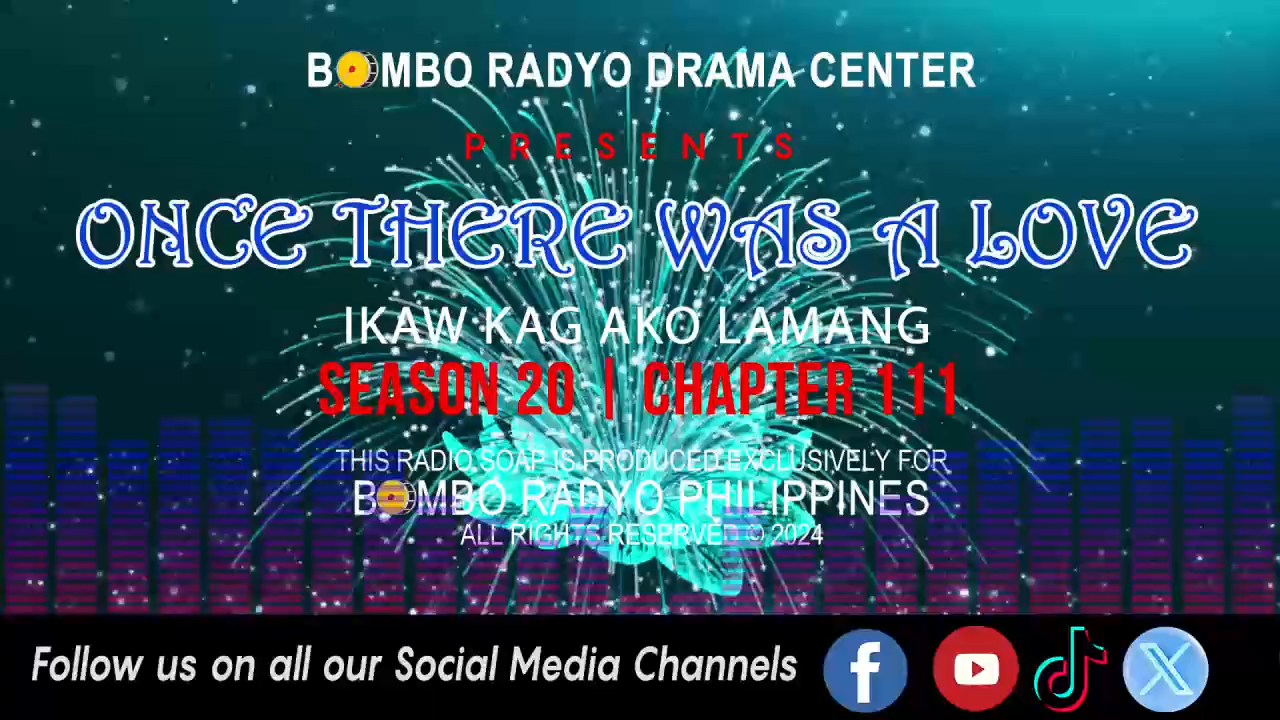 BOMBO RADYO DRAMA CENTER
PRESENTS
ONCE THERE WAS A LOVE
IKAW KAG AKO LAMANG
SEASON 20 | CHAPTER 111
THIS RADIO SOAP IS PRODUCED EXCLUSIVELY FOR
BOMBO RADYO PHILIPPINES
ALL RIGHTS RESPRVED © 2024
Follow us on all our Social Media Channels